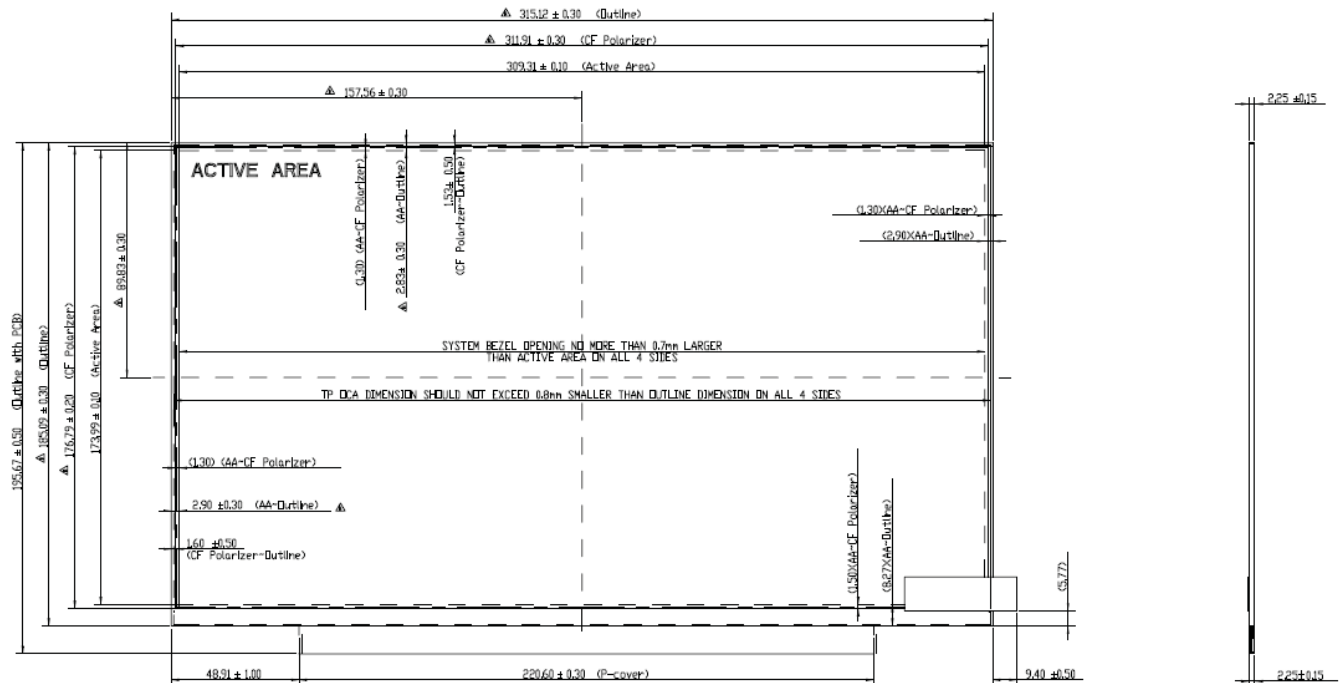 315.12 ± 0.30 (Outline)
311.91 ± 0.30 (CF Polarizer)
309.31 ± 0.10 (Active Area)
157.56 ± 0.30
2.25 ±0.15
ACTIVE AREA
(1.30) (AA-CF Polarizer)
2.83± 0.30 (AA-Outline)
1.53± 0.50
(CF Polarizer-Outline)
(1.30)(AA-CF Polarizer)
(2.90)(AA-Outline)
89.83 ± 0.30
195.67 ± 0.50 (Outline with PCB)
185.09 ± 0.30 (Outline)
176.79 ± 0.20 (CF Polarizer)
173.99 ± 0.10 (Active Area)
SYSTEM BEZEL OPENING NO MORE THAN 0.7mm LARGER
THAN ACTIVE AREA ON ALL 4 SIDES
TP OCA DIMENSION SHOULD NOT EXCEED 0.8mm SMALLER THAN OUTLINE DIMENSION ON ALL 4 SIDES
(1.30) (AA-CF Polarizer)
2.90 ±0.30 (AA-Outline)
1.60 ±0.50
(CF Polarizer-Outline)
(1.50)(AA-CF Polarizer)
(8.27)(AA-Outline)
(5.77)
48.91 ± 1.00
220.60 ± 0.30 (P-cover)
9.40 ±0.50
2.25±0.15